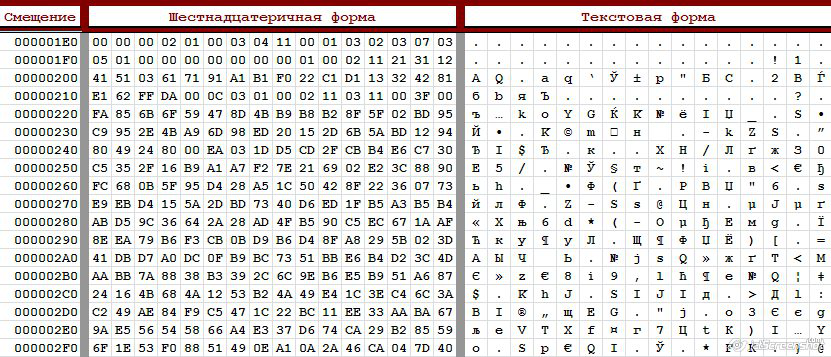 Смещение Шестнадцатеричная форма Текстовая форма
000001E0 00 00 00 02 01 00 03 04 11 00 01 03 02 03 07 03 . . . . . . . . . . . . . . . .
000001F0 05 01 00 00 00 00 00 00 00 01 00 02 11 21 31 12 . . . . . . . . . . . . . ! 1 .
00000200 41 51 03 61 71 91 A1 B1 F0 22 C1 D1 13 32 42 81 A Q . a q ‘ Ў ± р " Б С . 2 B Ѓ
00000210 E1 62 FF DA 00 0C 03 01 00 02 11 03 11 00 3F 00 б b я Ъ . . . . . . . . . . ? .
00000220 FA 85 6B 6F 59 47 8D 4B B9 B8 B2 8F 5F 02 BD 95 ъ … k o Y G Ќ K № ё І Џ _ . Ѕ •
00000230 C9 95 2E 4B A9 6D 98 ED 20 15 2D 6B 5A BD 12 94 Й • . K © m □ н . - k Z Ѕ . ”
00000240 80 49 24 80 00 EA 03 1D D5 CD 2F CB B4 E6 C7 30 Ђ I $ Ђ . к . . Х Н / Л ґ ж З 0
00000250 C5 35 2F 16 B9 A1 A7 F2 7E 21 69 02 E2 3C 88 90 Е 5 / . № Ў § т ~ ! i . в < € ђ
00000260 FC 68 0B 5F 95 D4 28 A5 1C 50 42 8F 22 36 07 73 ь h . _ • Ф ( Ґ . P B Џ " 6 . s
00000270 E9 EB D4 15 5A 2D BD 73 40 D6 ED 1F B5 A3 B5 B4 й л Ф . Z - Ѕ s @ Ц н . µ Ј µ ґ
00000280 AB D5 9C 36 64 2A 28 AD 4F B5 90 C5 EC 67 1A AF « Х њ 6 d * ( - O µ ђ Е м g . Ї
00000290 8E EA 79 B6 F3 CB 0B D9 B6 D4 8F A8 29 5B 02 3D Ћ к y ¶ у Л . Щ ¶ Ф Џ Ё ) [ . =
000002A0 41 DB D7 A0 DC 0F B9 BC 73 51 BB E6 B4 D2 3C 4D A Ы Ч Ь . № ј s Q » ж ґ Т < M
000002B0 AA BB 7A 88 38 B3 39 2C 6C 9E B6 E5 B9 51 A6 87 Є » z € 8 і 9 , l ћ ¶ е № Q ¦ ‡
000002C0 24 16 4B 68 4A 12 53 B2 4A 49 E4 1C 3E C4 6C 3A $ . K h J . S І J I д . > Д l :
000002D0 C2 49 AE 84 F9 C5 47 1C 22 BC 11 EE 33 AA BA 67 В I ® „ щ Е G . " ј . о 3 Є є g
000002E0 9A E5 56 54 58 66 A4 E3 37 D6 74 CA 29 B2 85 59 љ е V T X f ¤ г 7 Ц t К ) І … Y
000002F0 6F 1E 53 F0 88 51 49 0E A1 0A 2A 46 CA 04 7D 40 o . S р € Q I . Ў . * F К . } @